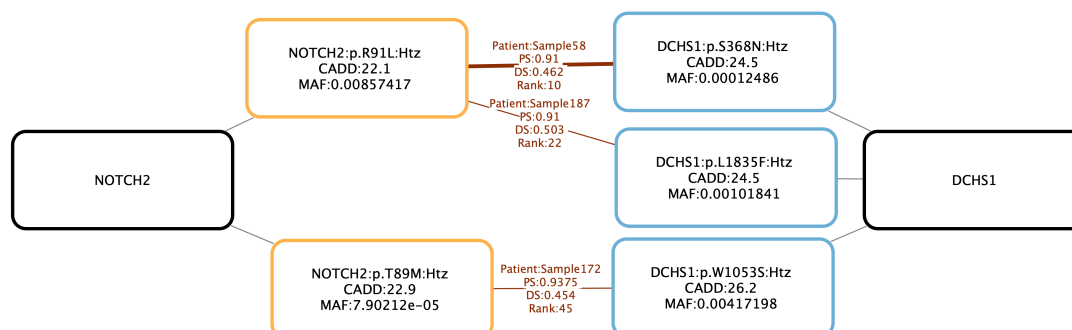 NOTCH2:p.R91L:Htz
CADD:22.1
MAF:0.00857417
Patient:Sample58
PS:0.91
DS:0.462
Rank:10
DCHS1:p.S368N:Htz
CADD:24.5
MAF:0.00012486
Patient:Sample187
PS:0.91
DS:0.503
Rank:22
DCHS1:p.L1835F:Htz
CADD:24.5
MAF:0.00101841
NOTCH2
DCHS1
NOTCH2:p.T89M:Htz
CADD:22.9
MAF:7.90212e-05
Patient:Sample172
PS:0.9375
DS:0.454
Rank:45
DCHS1:p.W1053S:Htz
CADD:26.2
MAF:0.00417198